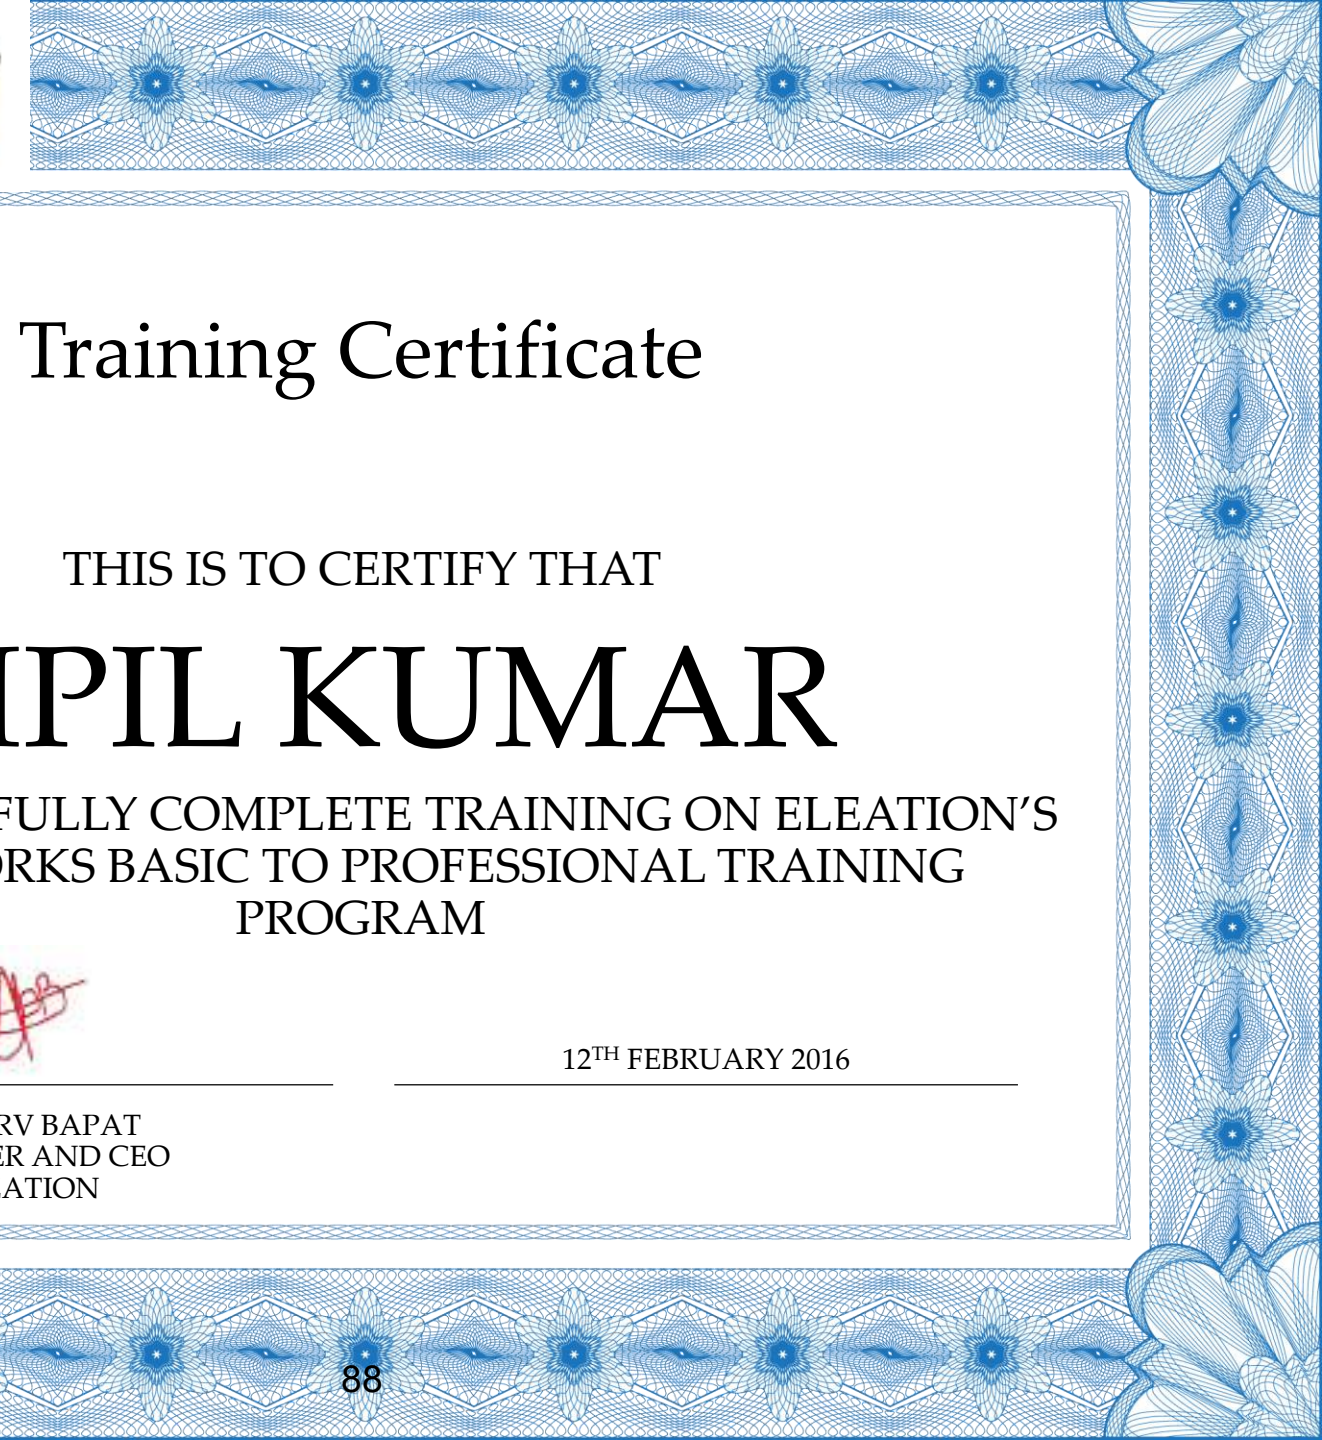 Training Certificate
THIS IS TO CERTIFY THAT
IPIL KUMAR
FULLY COMPLETE TRAINING ON ELEATION’S
ORKS BASIC TO PROFESSIONAL TRAINING
PROGRAM
12TH FEBRUARY 2016
RV BAPAT
ER AND CEO
EATION
88